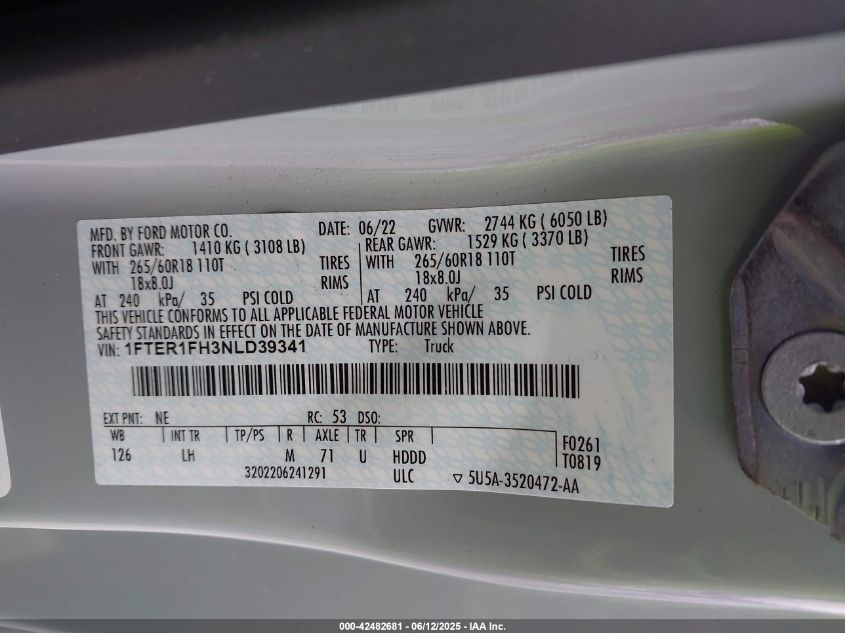 MFD. BY FORD MOTOR CO. DATE: 06/22 GVWR: 2744 KG ( 6050 LB)
FRONT GAWR: 1410 KG ( 3108 LB) REAR GAWR: 1529 KG ( 3370 LB)
WITH 265/60R18 110T TIRES WITH 265/60R18 110T TIRES
18x8.0J RIMS 18x8.0J RIMS
AT 240 kPa/ 35 PSI COLD AT 240 kPa/ 35 PSI COLD
THIS VEHICLE CONFORMS TO ALL APPLICABLE FEDERAL MOTOR VEHICLE
SAFETY STANDARDS IN EFFECT ON THE DATE OF MANUFACTURE SHOWN ABOVE.
VIN: 1FTER1FH3NLD39341 TYPE: Truck
EXT PNT: NE RC: 53 DSO:
WB INT TR TP/PS R AXLE TR SPR F0261
126 LH M 71 U HDDD T0819
3202206241291 ULC ▽ 5U5A-3520472-AA
000-42482681 - 06/12/2025 - IAA Inc.